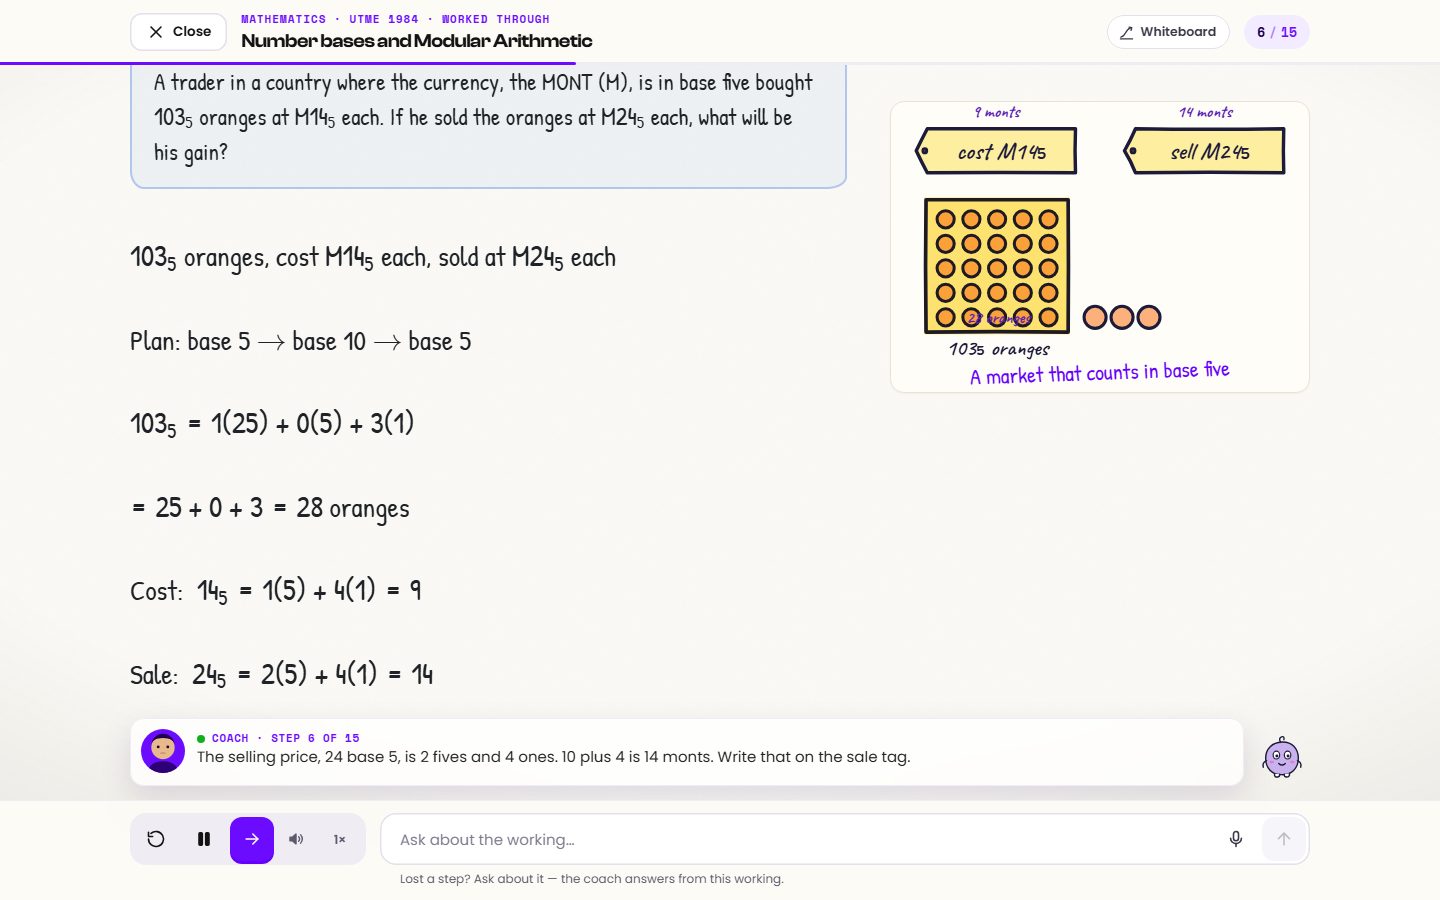 Close
MATHEMATICS · UTME 1984 · WORKED THROUGH
Number bases and Modular Arithmetic
Whiteboard
6 / 15
A trader in a country where the currency, the MONT (M), is in base five bought
103₅ oranges at M14₅ each. If he sold the oranges at M24₅ each, what will be
his gain?
9 monts
14 monts
cost M14₅
sell M24₅
28 oranges
103₅ oranges
A market that counts in base five
103₅ oranges, cost M14₅ each, sold at M24₅ each
Plan: base 5 → base 10 → base 5
103₅ = 1(25) + 0(5) + 3(1)
= 25 + 0 + 3 = 28 oranges
Cost: 14₅ = 1(5) + 4(1) = 9
Sale: 24₅ = 2(5) + 4(1) = 14
COACH · STEP 6 OF 15
The selling price, 24 base 5, is 2 fives and 4 ones. 10 plus 4 is 14 monts. Write that on the sale tag.
1×
Ask about the working...
Lost a step? Ask about it — the coach answers from this working.